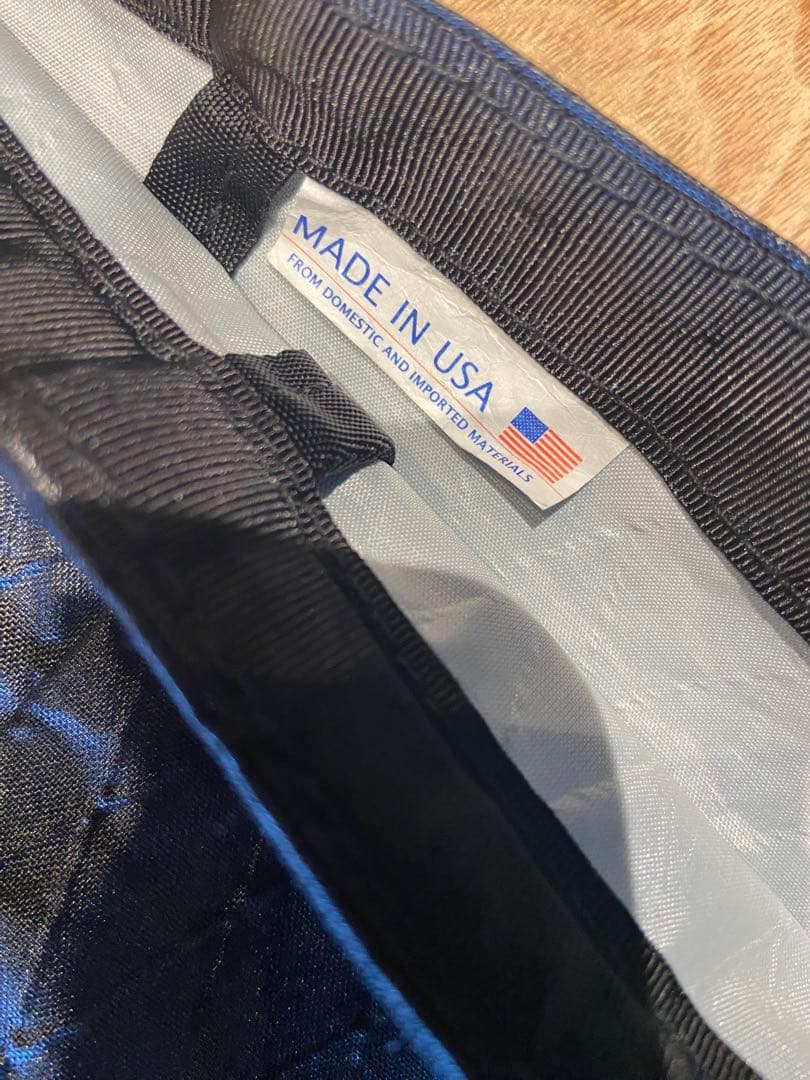 MADE IN USA
FROM DOMESTIC AND IMPORTED MATERIALS